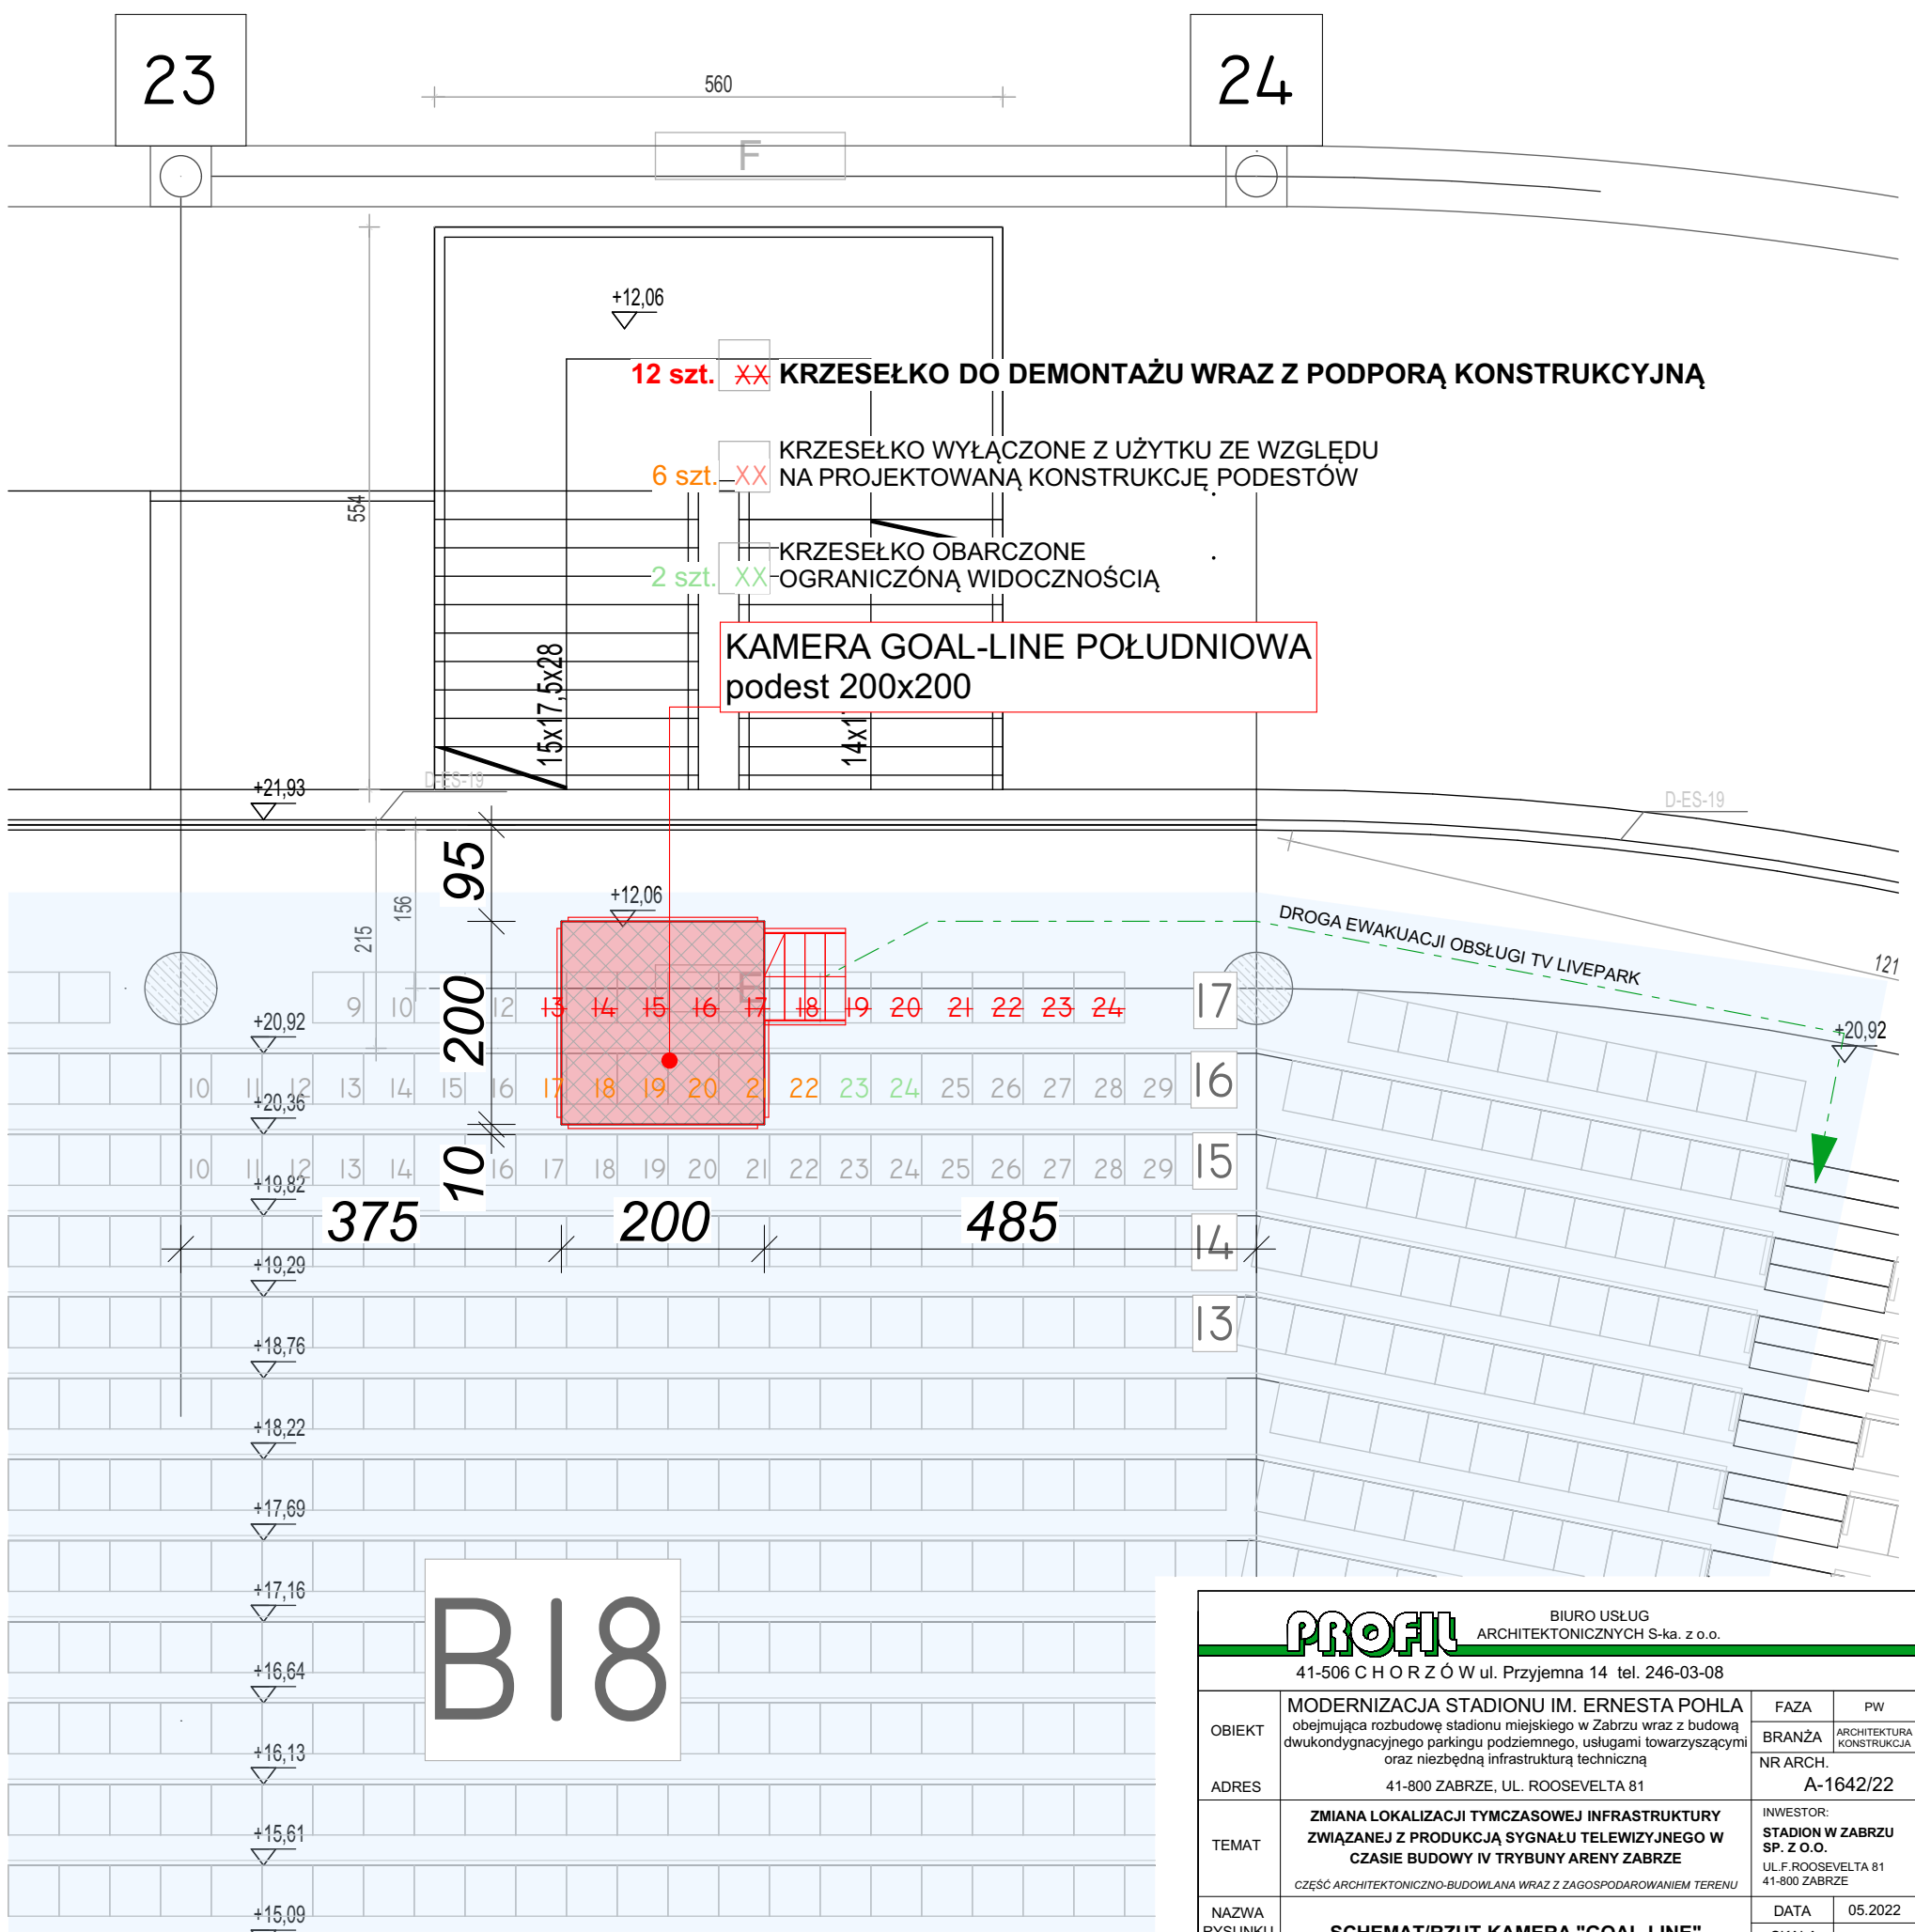 23
24
560
F
+12,06
12 szt. XX KRZESEŁKO DO DEMONTAŻU WRAZ Z PODPORĄ KONSTRUKCYJNĄ
6 szt. XX KRZESEŁKO WYŁĄCZONE Z UŻYTKU ZE WZGLĘDU
NA PROJEKTOWANĄ KONSTRUKCJĘ PODESTÓW
554
2 szt. XX KRZESEŁKO OBARCZONE
OGRANICZÓNĄ WIDOCZNOŚCIĄ
KAMERA GOAL-LINE POŁUDNIOWA
podest 200x200
15x17,5x28
14x1
+21,93
D-ES-19
D-ES-19
95
156
215
+12,06
DROGA EWAKUACJI OBSŁUGI TV LIVEPARK
121
200
E
9 10 12 13 14 15 16 17 18 19 20 21 22 23 24 17
+20,92
+20,92
10 11 12 13 14 15 16 17 18 19 20 21 22 23 24 25 26 27 28 29 16
+20,36
10
10 11 12 13 14 16 17 18 19 20 21 22 23 24 25 26 27 28 29 15
+19,82
375 200 485
14
+19,29
13
+18,76
+18,22
+17,69
+17,16
B18
+16,64
+16,13
+15,61
+15,09
PROFIL
BIURO USŁUG
ARCHITEKTONICZNYCH S-ka. z o.o.
41-506 C H O R Z Ó W ul. Przyjemna 14 tel. 246-03-08
OBIEKT
MODERNIZACJA STADIONU IM. ERNESTA POHLA
obejmująca rozbudowę stadionu miejskiego w Zabrzu wraz z budową
dwukondygnacyjnego parkingu podziemnego, usługami towarzyszącymi
oraz niezbędną infrastrukturą techniczną
FAZA PW
BRANŻA ARCHITEKTURA
KONSTRUKCJA
NR ARCH.
A-1642/22
ADRES 41-800 ZABRZE, UL. ROOSEVELTA 81
TEMAT
ZMIANA LOKALIZACJI TYMCZASOWEJ INFRASTRUKTURY
ZWIĄZANEJ Z PRODUKCJĄ SYGNAŁU TELEWIZYJNEGO W
CZASIE BUDOWY IV TRYBUNY ARENY ZABRZE
CZĘŚĆ ARCHITEKTONICZNO-BUDOWLANA WRAZ Z ZAGOSPODAROWANIEM TERENU
INWESTOR:
STADION W ZABRZU
SP. Z O.O.
UL.F.ROOSEVELTA 81
41-800 ZABRZE
NAZWA
RYSUNKU
SCHEMAT/RZUT KAMERA "GOAL-LINE"
DATA 05.2022